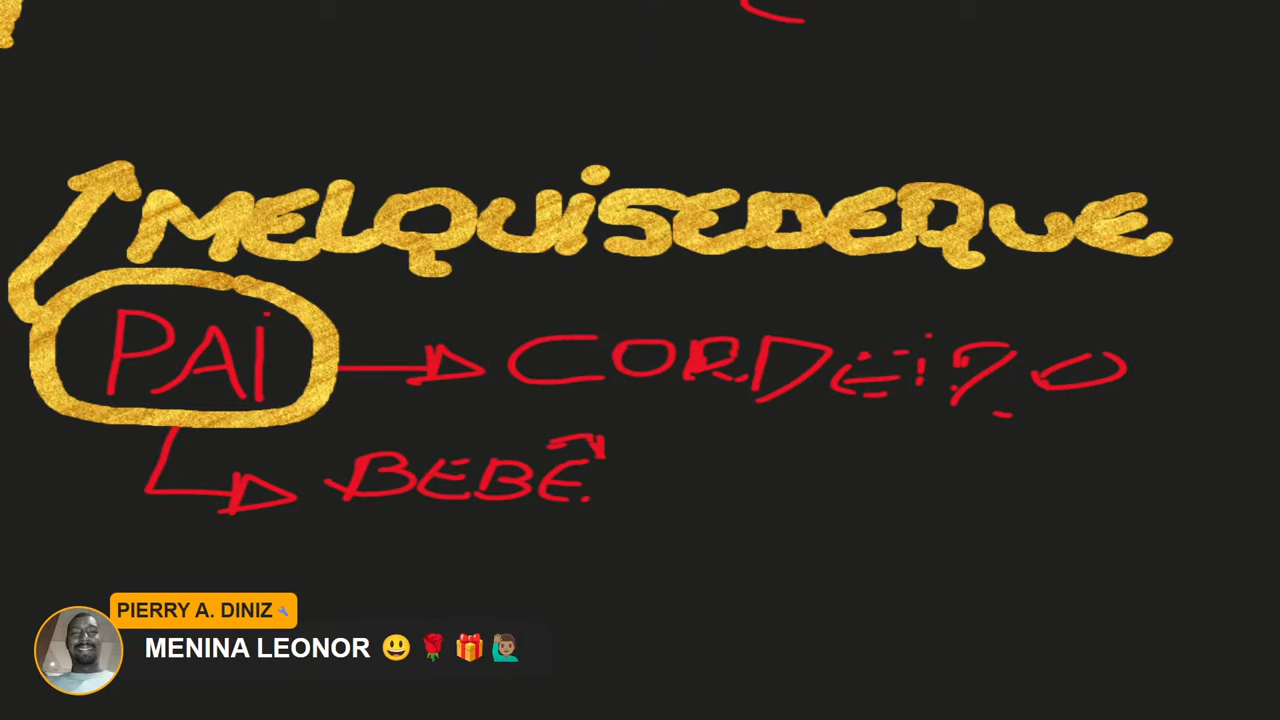 MELQUiSEDEQUE
PAi CORDEiRO
BEBÊ
PIERRY A. DINIZ
MENINA LEONOR 😃 🌹 🎁 🙋🏽‍♂️